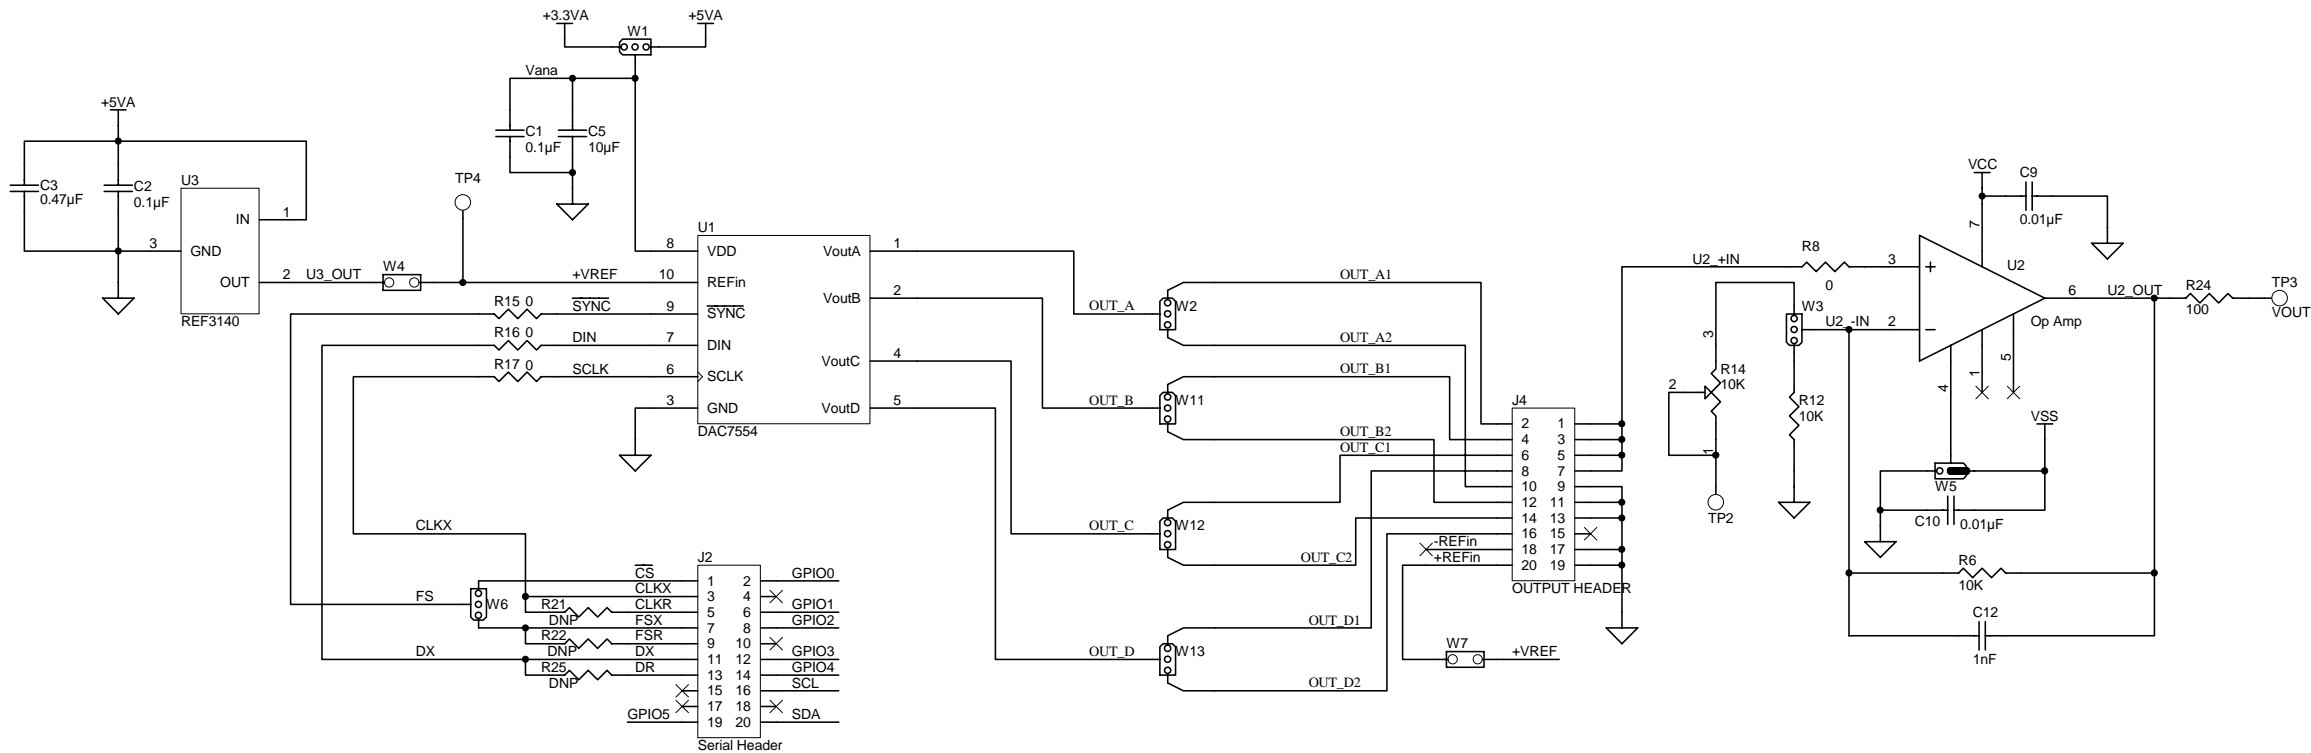 +3.3VA
W1
+5VA
Vana
C1
0.1µF
C5
10µF
+5VA
C3
0.47µF
C2
0.1µF
U3
IN
1
3
GND
OUT
2
REF3140
U3_OUT
W4
TP4
+VREF
R15 0
SYNC
R16 0
DIN
R17 0
SCLK
U1
8
VDD
10
REFin
9
SYNC
7
DIN
6
SCLK
3
GND
VoutA
1
VoutB
2
VoutC
4
VoutD
5
DAC7554
CLKX
FS
W6
DX
CS
CLKX
R21
CLKR
DNP
FSX
R22
FSR
DNP
DX
R25
DR
DNP
GPIO5
J2
1 2
3 4
5 6
7 8
9 10
11 12
13 14
15 16
17 18
19 20
Serial Header
GPIO0
GPIO1
GPIO2
GPIO3
GPIO4
SCL
SDA
OUT_A
W2
OUT_A1
OUT_A2
OUT_B
W11
OUT_B1
OUT_B2
OUT_C
W12
OUT_C1
OUT_C2
OUT_D
W13
OUT_D1
OUT_D2
J4
2 1
4 3
6 5
8 7
10 9
12 11
14 13
16 15
18 17
20 19
OUTPUT HEADER
-REFin
+REFin
W7
+VREF
U2_+IN
R8
0
3
R14
10K
2
1
TP2
W3
R12
10K
U2_-IN
3
2
+
−
VCC
C9
0.01µF
7
U2
Op Amp
6
U2_OUT
R24
100
TP3
VOUT
4
1
5
VSS
W5
C10
0.01µF
R6
10K
C12
1nF